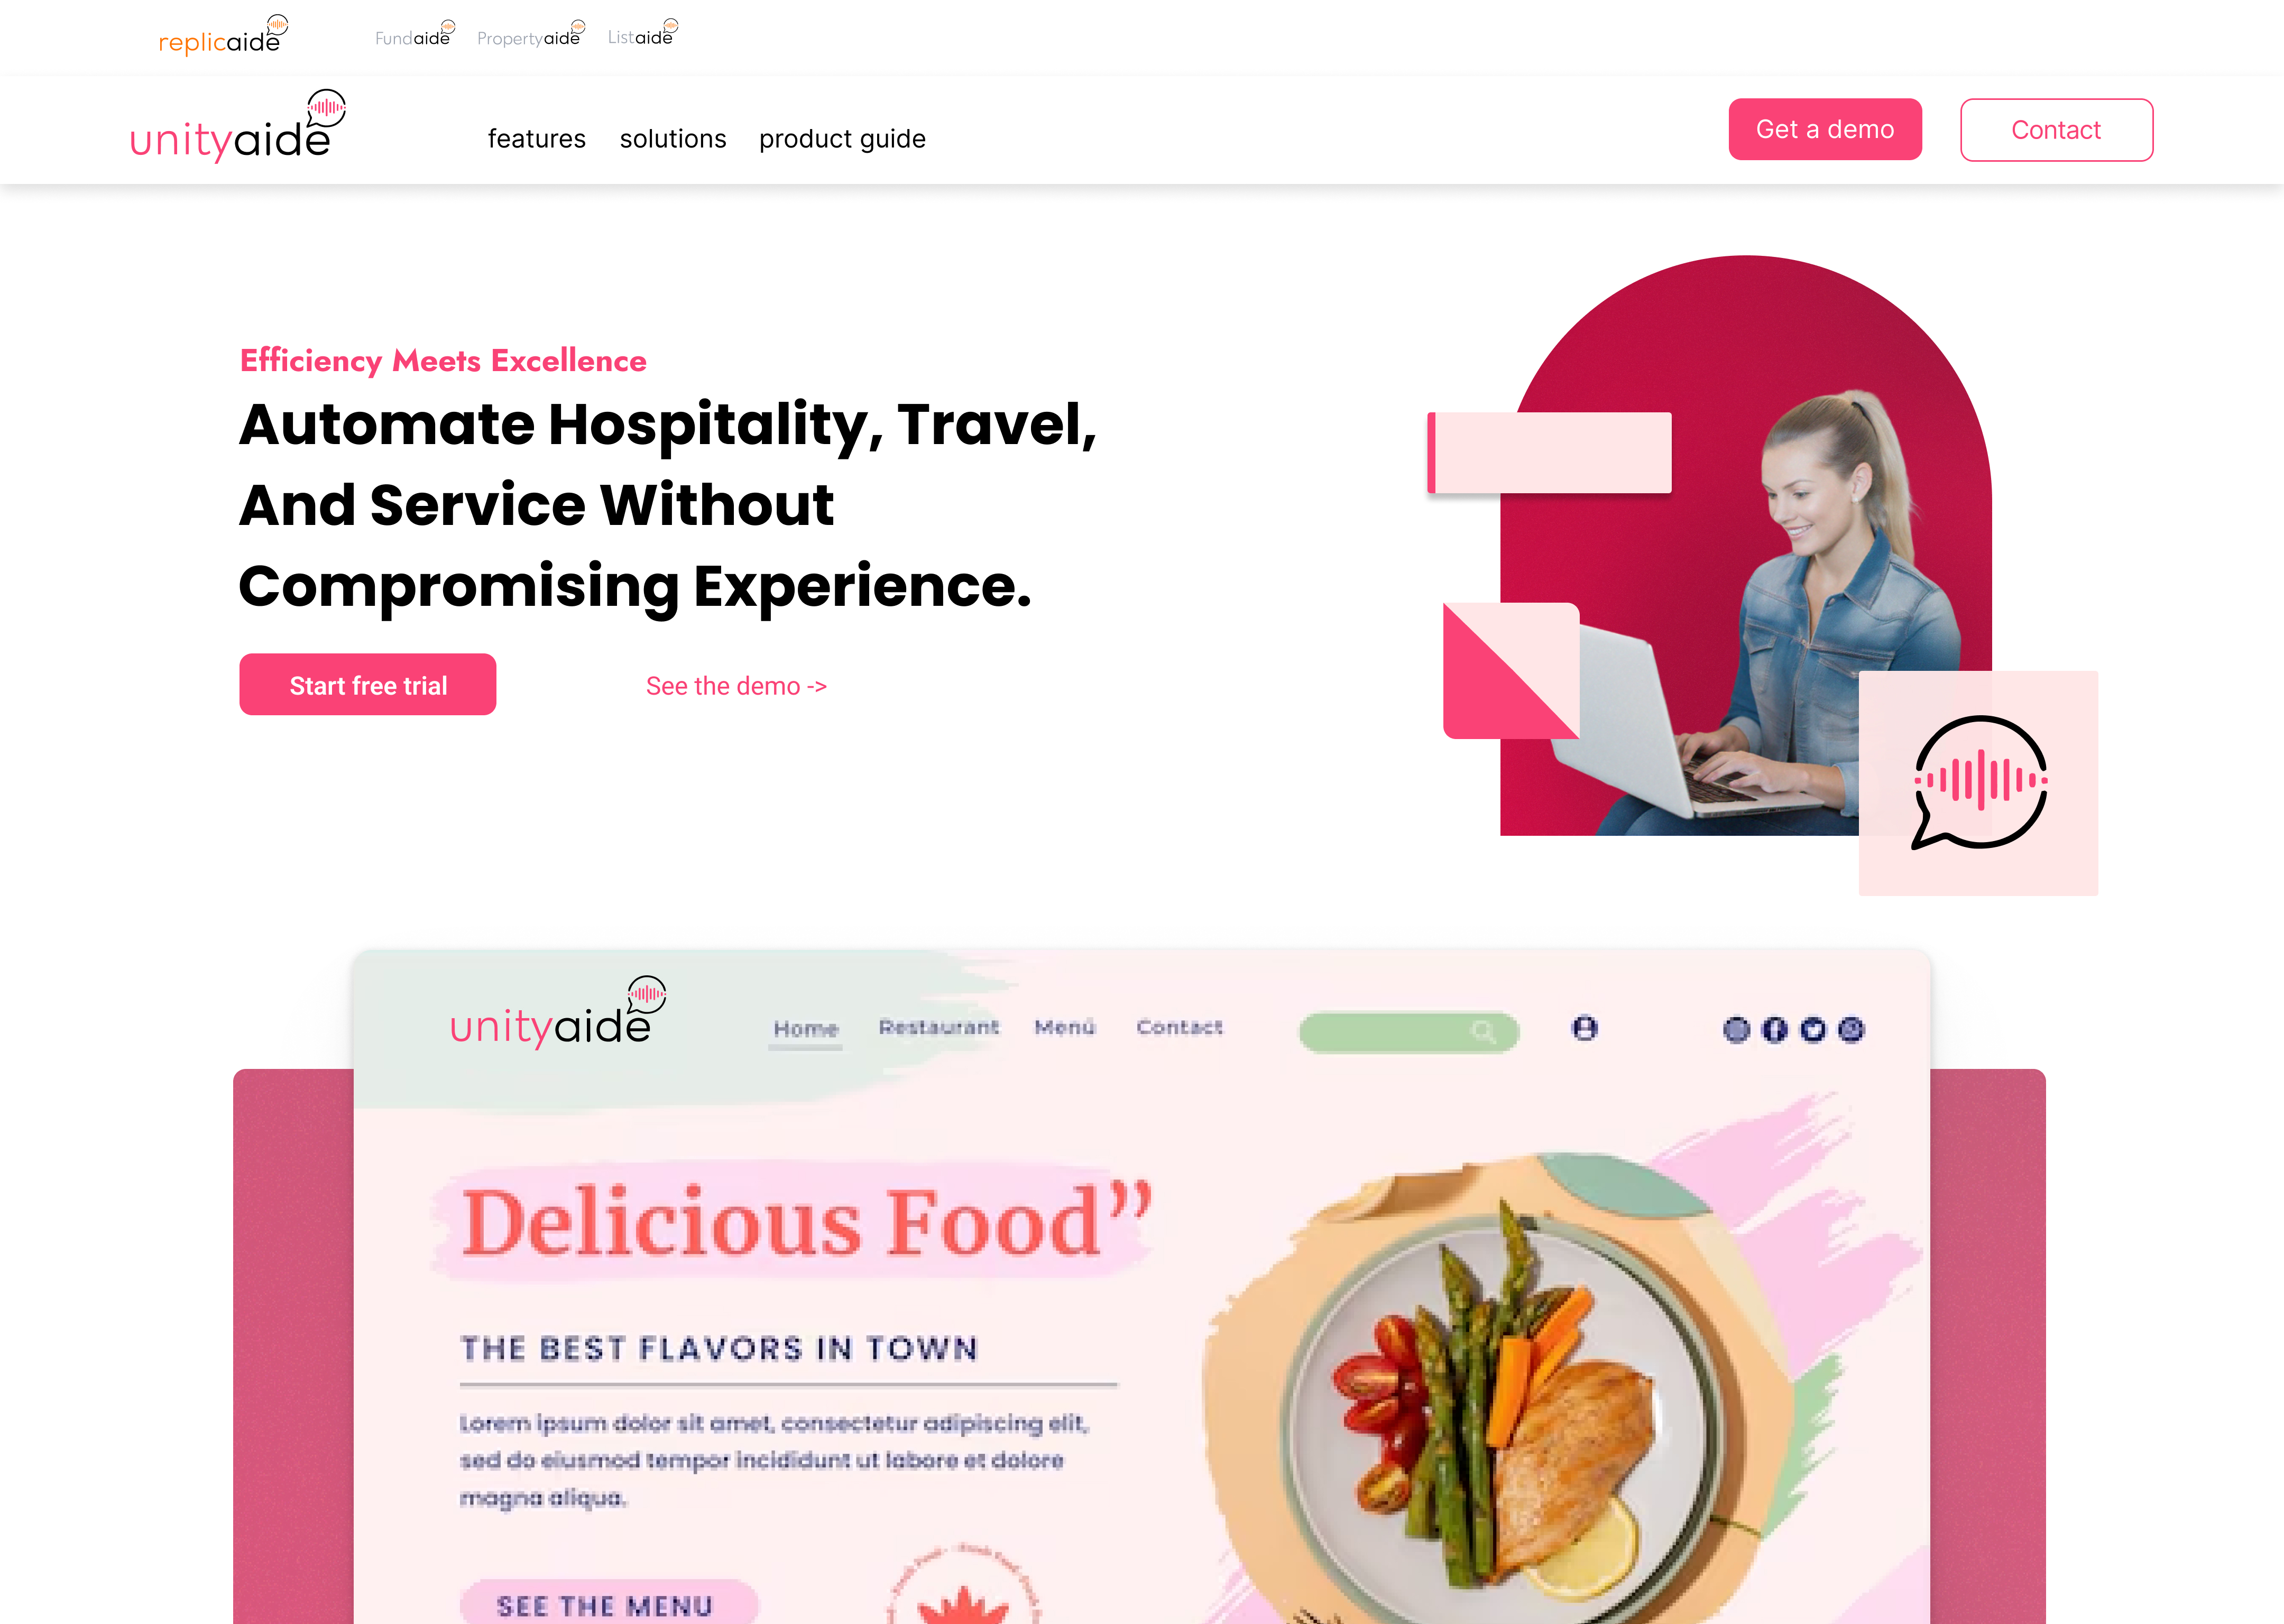 replicaide
Fundaide Propertyaide Listaide
unityaide
features solutions product guide
Get a demo
Contact
Efficiency Meets Excellence
Automate Hospitality, Travel,
And Service Without
Compromising Experience.
Start free trial
See the demo ->
unityaide
Home Restaurant Menú Contact
Delicious Food”
THE BEST FLAVORS IN TOWN
Lorem ipsum dolor sit amet, consectetur adipiscing elit,
sed do eiusmod tempor incididunt ut labore et dolore
magna aliqua.
SEE THE MENU
Fresh Food